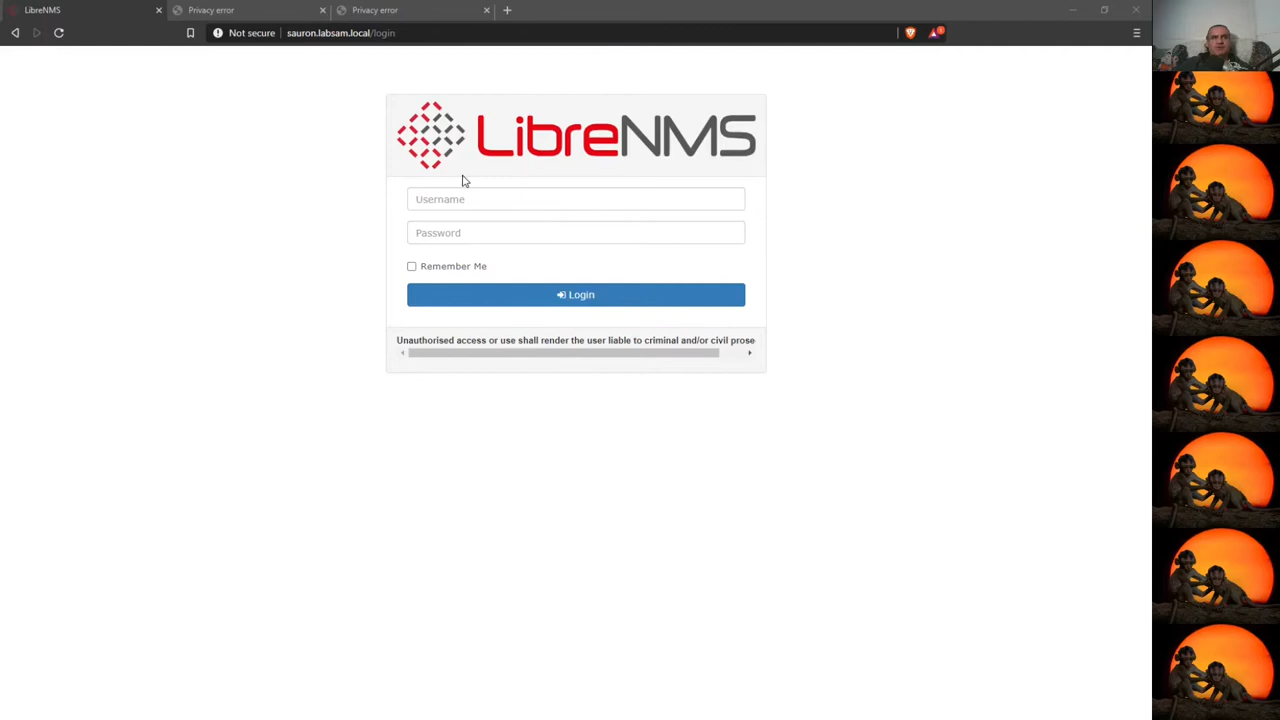 LibreNMS
Privacy error
Privacy error
Not secure
sauron.labsam.local/login
1
LibreNMS
Username
Password
Remember Me
Login
Unauthorised access or use shall render the user liable to criminal and/or civil prose